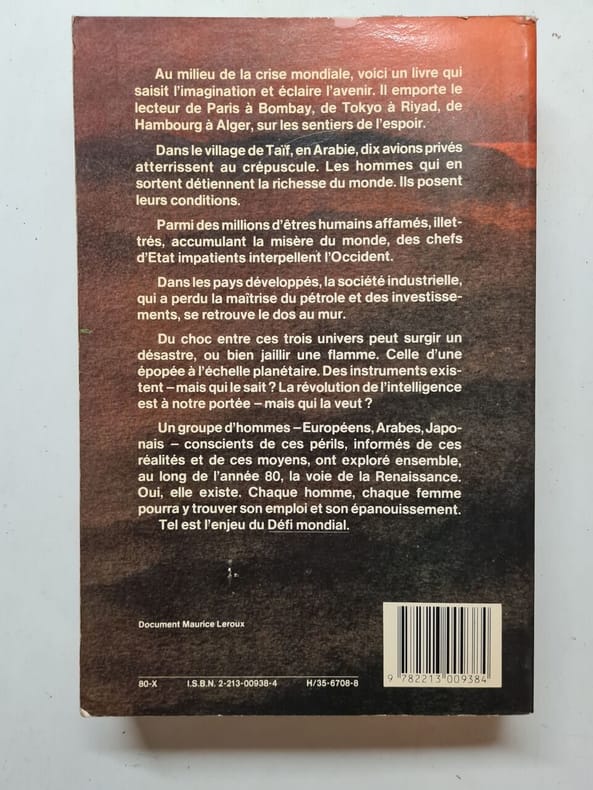 Au milieu de la crise mondiale, voici un livre qui
saisit l'imagination et éclaire l'avenir. Il emporte le
lecteur de Paris à Bombay, de Tokyo à Riyad, de
Hambourg à Alger, sur les sentiers de l'espoir.
Dans le village de Taïf, en Arabie, dix avions privés
atterrissent au crépuscule. Les hommes qui en
sortent détiennent la richesse du monde. Ils posent
leurs conditions.
Parmi des millions d'êtres humains affamés, illet-
trés, accumulant la misère du monde, des chefs
d'Etat impatients interpellent l'Occident.
Dans les pays développés, la société industrielle,
qui a perdu la maîtrise du pétrole et des investisse-
ments, se retrouve le dos au mur.
Du choc entre ces trois univers peut surgir un
désastre, ou bien jaillir une flamme. Celle d'une
épopée à l'échelle planétaire. Des instruments exis-
tent – mais qui le sait ? La révolution de l'intelligence
est à notre portée – mais qui la veut ?
Un groupe d'hommes – Européens, Arabes, Japo-
nais – conscients de ces périls, informés de ces
réalités et de ces moyens, ont exploré ensemble,
au long de l'année 80, la voie de la Renaissance.
Oui, elle existe. Chaque homme, chaque femme
pourra y trouver son emploi et son épanouissement.
Tel est l'enjeu du Défi mondial.
Document Maurice Leroux
80-X I.S.B.N. 2-213-00938-4 H/35-6708-8
9 782213 009384